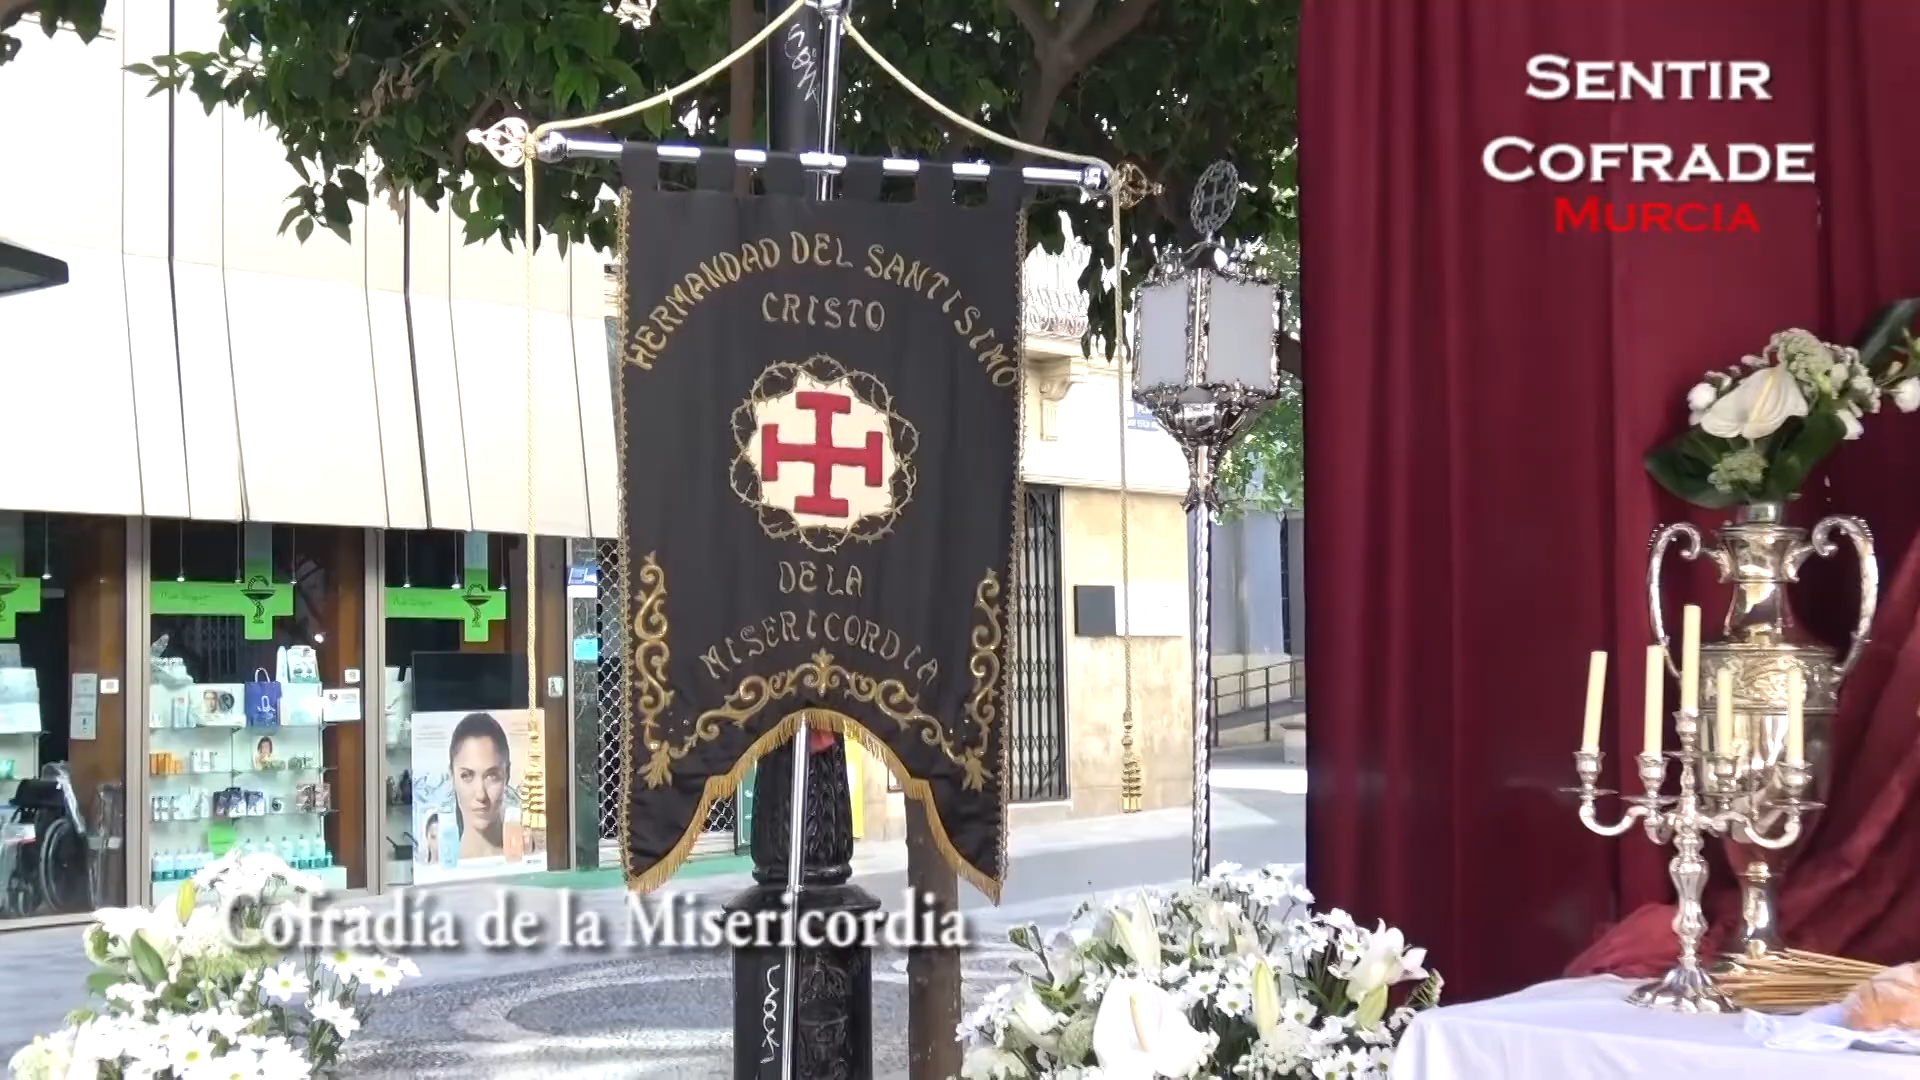 SENTIR
COFRADE
MURCIA
HERMANDAD DEL SANTISIMO
CRISTO
DE LA
MISERICORDIA
Cofradía de la Misericordia